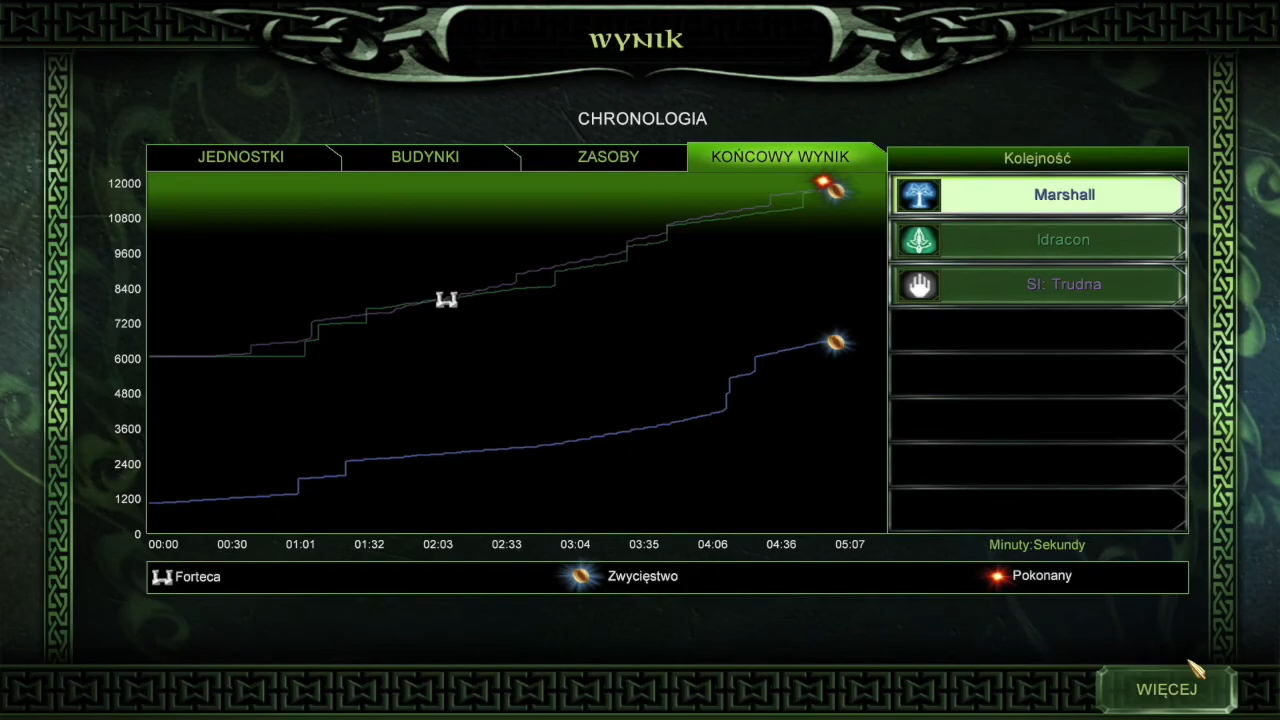 WYNIK
CHRONOLOGIA
JEDNOSTKI BUDYNKI ZASOBY KOŃCOWY WYNIK
Kolejność
Marshall
Idracon
SI: Trudna
12000
10800
9600
8400
7200
6000
4800
3600
2400
1200
0
00:00 00:30 01:01 01:32 02:03 02:33 03:04 03:35 04:06 04:36 05:07
Minuty:Sekundy
Forteca Zwycięstwo Pokonany
WIĘCEJ